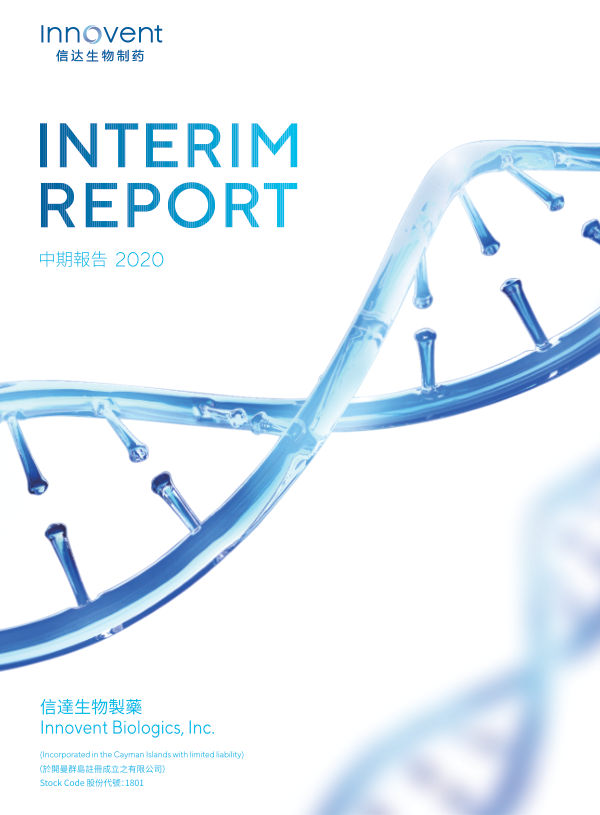 Innovent
信达生物制药
INTERIM
REPORT
中期報告 2020
信達生物製藥
Innovent Biologics, Inc.
(Incorporated in the Cayman Islands with limited liability)
(於開曼群島註冊成立之有限公司)
Stock Code 股份代號：1801